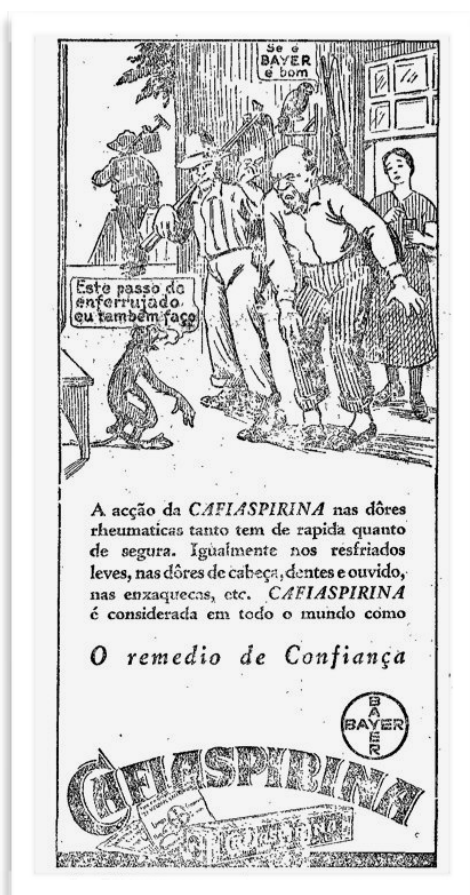 Se é
BAYER
é bom
Este passo do
enferrujado
eu tambem faço
A acção da CAFIASPIRINA nas dôres
rheumaticas tanto tem de rapida quanto
de segura. Igualmente nos resfriados
leves, nas dôres de cabeça, dentes e ouvido,
nas enxaquecas, etc. CAFIASPIRINA
é considerada em todo o mundo como
O remedio de Confiança
BAYER
BAYER
CAFIASPIRINA